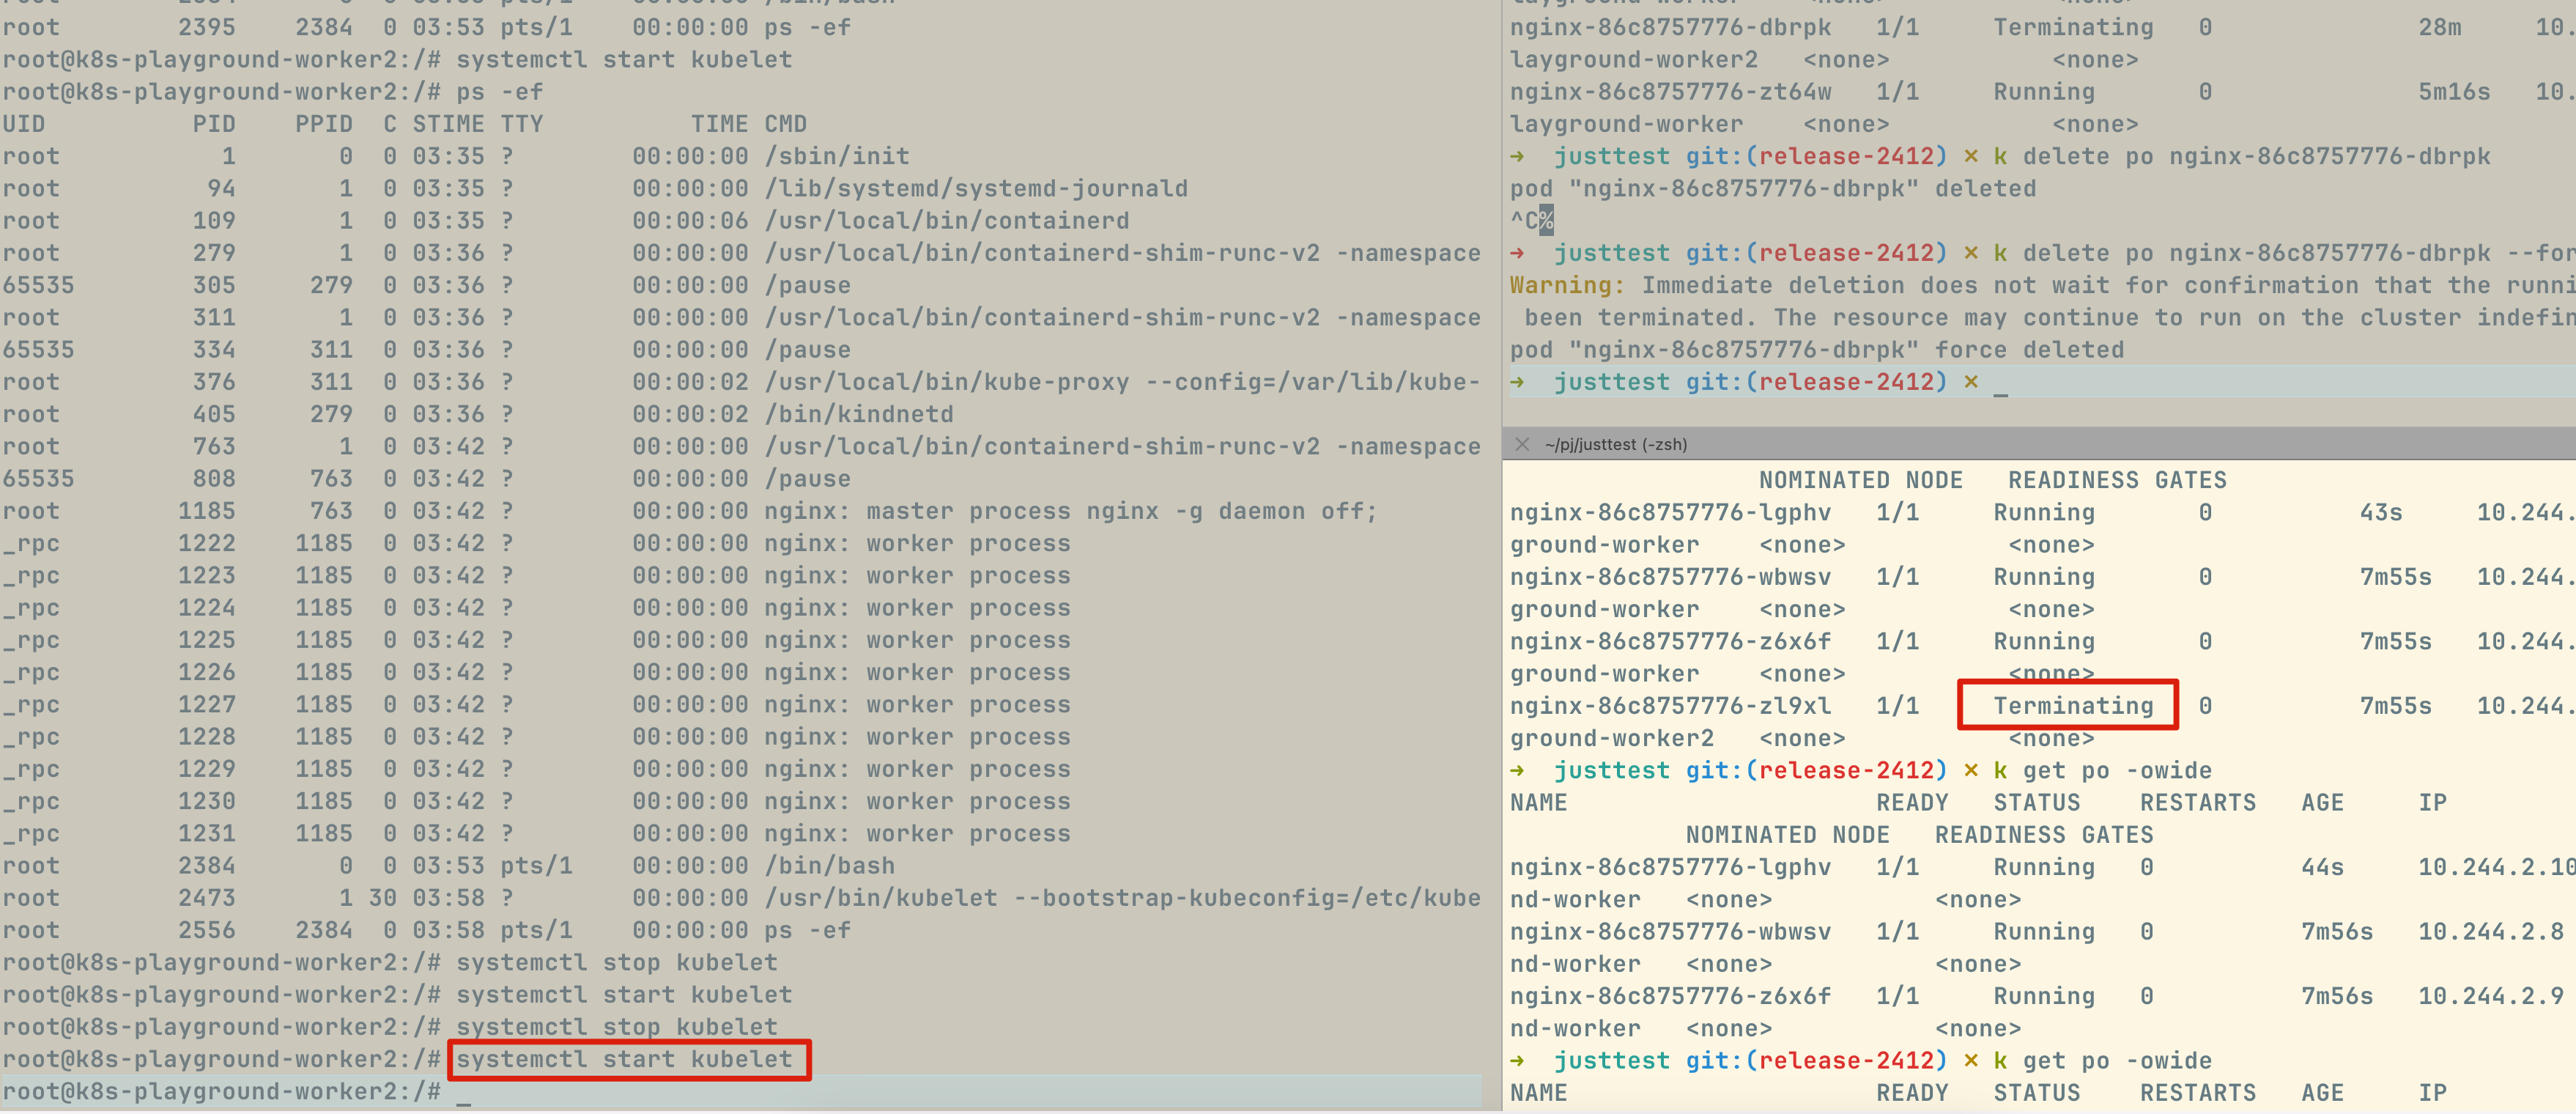 root 2395 2384 0 03:53 pts/1 00:00:00 ps -ef
root@k8s-playground-worker2:/# systemctl start kubelet
root@k8s-playground-worker2:/# ps -ef
UID PID PPID C STIME TTY TIME CMD
root 1 0 0 03:35 ? 00:00:00 /sbin/init
root 94 1 0 03:35 ? 00:00:00 /lib/systemd/systemd-journald
root 109 1 0 03:35 ? 00:00:06 /usr/local/bin/containerd
root 279 1 0 03:36 ? 00:00:00 /usr/local/bin/containerd-shim-runc-v2 -namespace
65535 305 279 0 03:36 ? 00:00:00 /pause
root 311 1 0 03:36 ? 00:00:00 /usr/local/bin/containerd-shim-runc-v2 -namespace
65535 334 311 0 03:36 ? 00:00:00 /pause
root 376 311 0 03:36 ? 00:00:02 /usr/local/bin/kube-proxy --config=/var/lib/kube-
root 405 279 0 03:36 ? 00:00:02 /bin/kindnetd
root 763 1 0 03:42 ? 00:00:00 /usr/local/bin/containerd-shim-runc-v2 -namespace
65535 808 763 0 03:42 ? 00:00:00 /pause
root 1185 763 0 03:42 ? 00:00:00 nginx: master process nginx -g daemon off;
_rpc 1222 1185 0 03:42 ? 00:00:00 nginx: worker process
_rpc 1223 1185 0 03:42 ? 00:00:00 nginx: worker process
_rpc 1224 1185 0 03:42 ? 00:00:00 nginx: worker process
_rpc 1225 1185 0 03:42 ? 00:00:00 nginx: worker process
_rpc 1226 1185 0 03:42 ? 00:00:00 nginx: worker process
_rpc 1227 1185 0 03:42 ? 00:00:00 nginx: worker process
_rpc 1228 1185 0 03:42 ? 00:00:00 nginx: worker process
_rpc 1229 1185 0 03:42 ? 00:00:00 nginx: worker process
_rpc 1230 1185 0 03:42 ? 00:00:00 nginx: worker process
_rpc 1231 1185 0 03:42 ? 00:00:00 nginx: worker process
root 2384 0 0 03:53 pts/1 00:00:00 /bin/bash
root 2473 1 30 03:58 ? 00:00:00 /usr/bin/kubelet --bootstrap-kubeconfig=/etc/kube
root 2556 2384 0 03:58 pts/1 00:00:00 ps -ef
root@k8s-playground-worker2:/# systemctl stop kubelet
root@k8s-playground-worker2:/# systemctl start kubelet
root@k8s-playground-worker2:/# systemctl stop kubelet
root@k8s-playground-worker2:/# systemctl start kubelet
root@k8s-playground-worker2:/# _
nginx-86c8757776-dbrpk 1/1 Terminating 0 28m 10.
layground-worker2 <none> <none>
nginx-86c8757776-zt64w 1/1 Running 0 5m16s 10.
layground-worker <none> <none>
→ justtest git:(release-2412) × k delete po nginx-86c8757776-dbrpk
pod "nginx-86c8757776-dbrpk" deleted
^C%
→ justtest git:(release-2412) × k delete po nginx-86c8757776-dbrpk --for
Warning: Immediate deletion does not wait for confirmation that the runni
been terminated. The resource may continue to run on the cluster indefin
pod "nginx-86c8757776-dbrpk" force deleted
→ justtest git:(release-2412) × _
× ~/pj/justtest (-zsh)
NOMINATED NODE READINESS GATES
nginx-86c8757776-lgphv 1/1 Running 0 43s 10.244.
ground-worker <none> <none>
nginx-86c8757776-wbwsv 1/1 Running 0 7m55s 10.244.
ground-worker <none> <none>
nginx-86c8757776-z6x6f 1/1 Running 0 7m55s 10.244.
ground-worker <none> <none>
nginx-86c8757776-zl9xl 1/1 Terminating 0 7m55s 10.244.
ground-worker2 <none> <none>
→ justtest git:(release-2412) × k get po -owide
NAME READY STATUS RESTARTS AGE IP
NOMINATED NODE READINESS GATES
nginx-86c8757776-lgphv 1/1 Running 0 44s 10.244.2.10
nd-worker <none> <none>
nginx-86c8757776-wbwsv 1/1 Running 0 7m56s 10.244.2.8
nd-worker <none> <none>
nginx-86c8757776-z6x6f 1/1 Running 0 7m56s 10.244.2.9
nd-worker <none> <none>
→ justtest git:(release-2412) × k get po -owide
NAME READY STATUS RESTARTS AGE IP